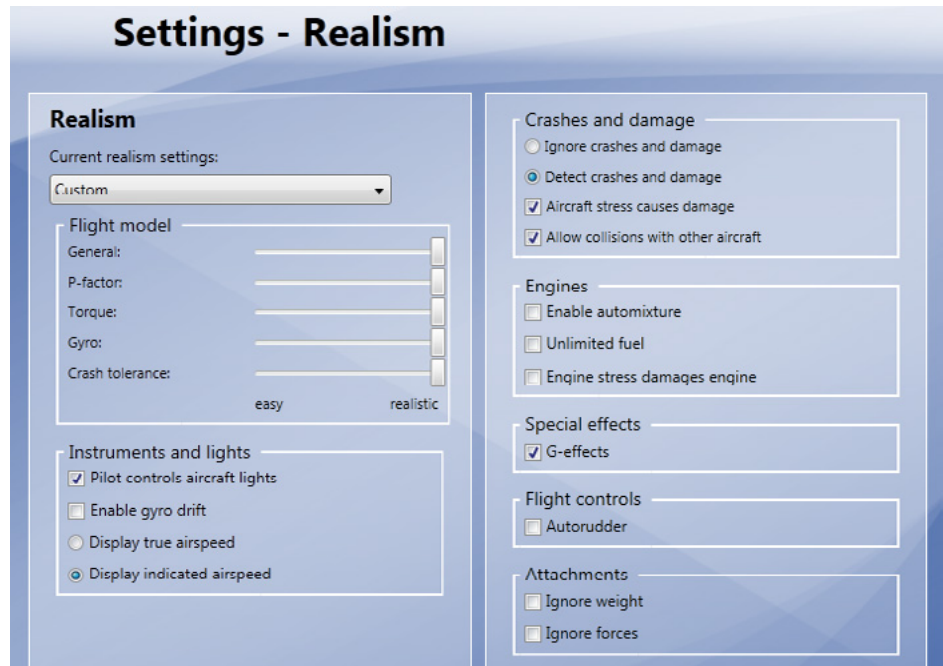 Settings - Realism
Realism
Current realism settings:
Custom
Flight model
General:
P-factor:
Torque:
Gyro:
Crash tolerance:
easy realistic
Instruments and lights
Pilot controls aircraft lights
Enable gyro drift
Display true airspeed
Display indicated airspeed
Crashes and damage
Ignore crashes and damage
Detect crashes and damage
Aircraft stress causes damage
Allow collisions with other aircraft
Engines
Enable automixture
Unlimited fuel
Engine stress damages engine
Special effects
G-effects
Flight controls
Autorudder
Attachments
Ignore weight
Ignore forces